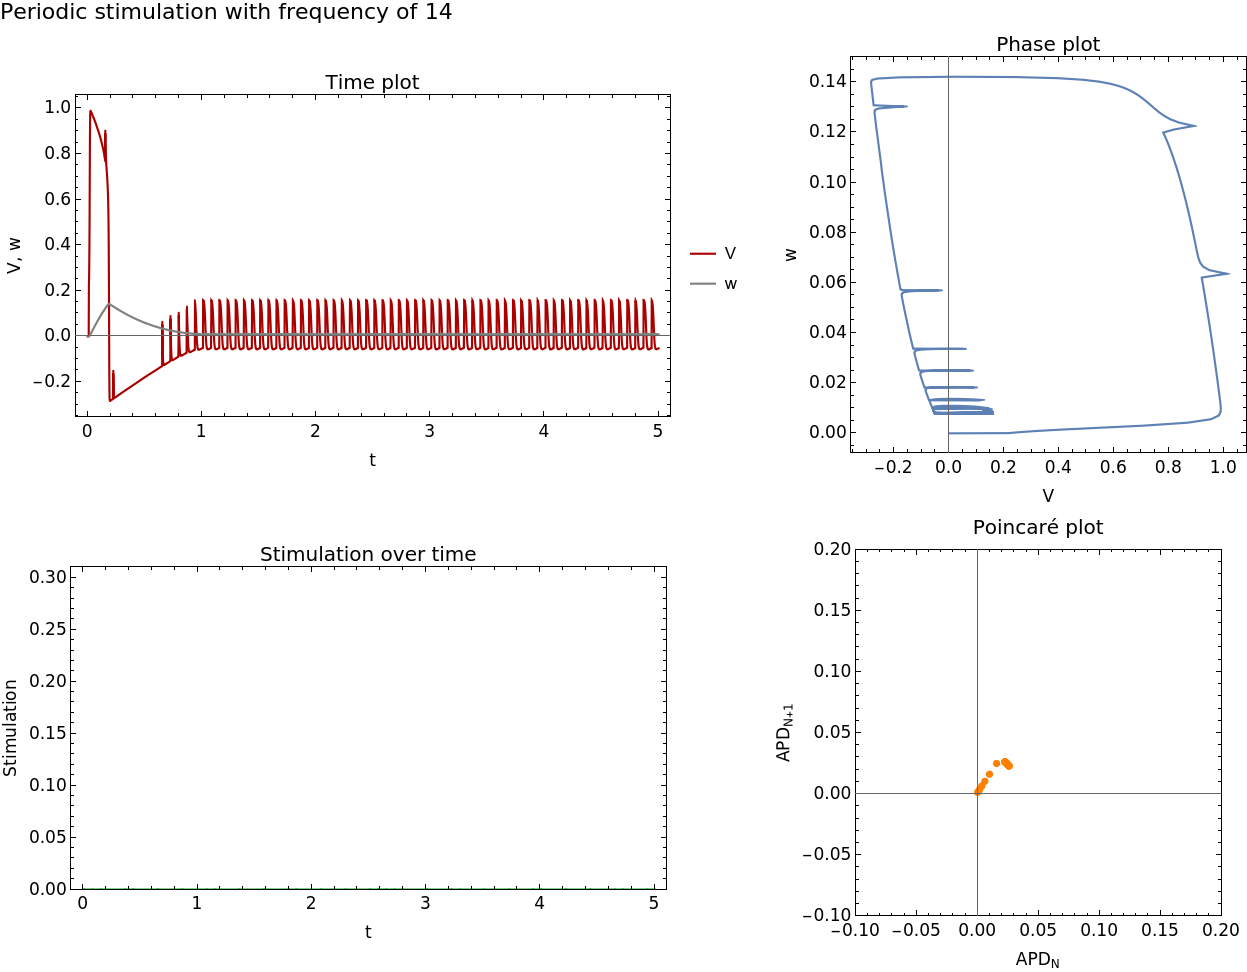 Periodic stimulation with frequency of 14
Time plot
1.0
0.8
0.6
0.4
0.2
0.0
−0.2
V, w
0 1 2 3 4 5
t
V
w
Phase plot
0.14
0.12
0.10
0.08
0.06
0.04
0.02
0.00
w
−0.2 0.0 0.2 0.4 0.6 0.8 1.0
V
Stimulation over time
0.30
0.25
0.20
0.15
0.10
0.05
0.00
Stimulation
0 1 2 3 4 5
t
Poincaré plot
0.20
0.15
0.10
0.05
0.00
−0.05
−0.10
APD_{N+1}
−0.10 −0.05 0.00 0.05 0.10 0.15 0.20
APD_N